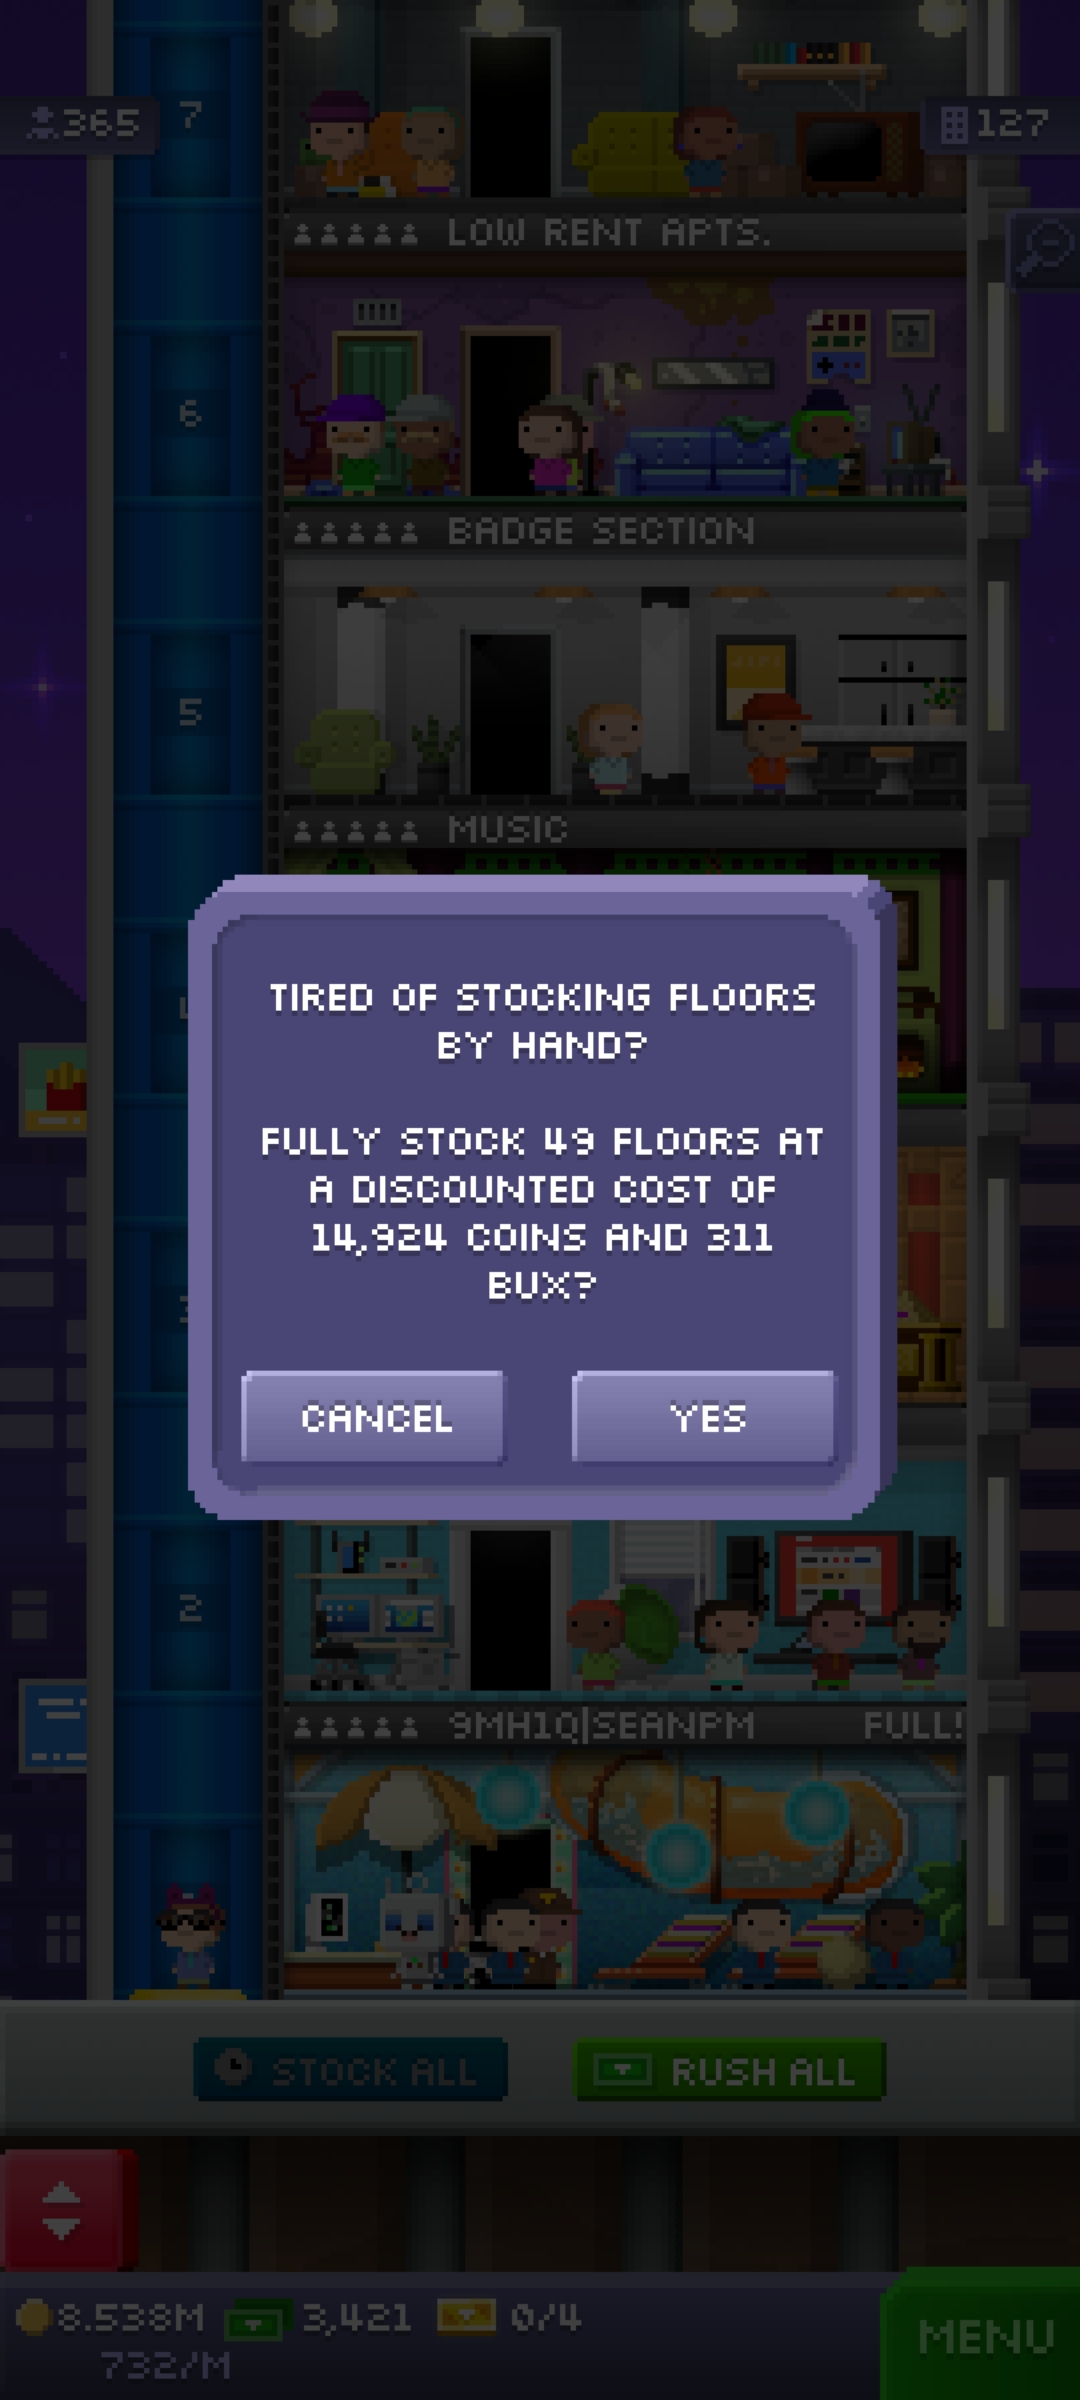 365
7
127
LOW RENT APTS.
6
BADGE SECTION
5
MUSIC
TIRED OF STOCKING FLOORS
BY HAND?
FULLY STOCK 49 FLOORS AT
A DISCOUNTED COST OF
14,924 COINS AND 311
BUX?
CANCEL
YES
2
9MH1Q|SEANPM
FULL!
STOCK ALL
RUSH ALL
8.538M
3,421
0/4
732/M
MENU